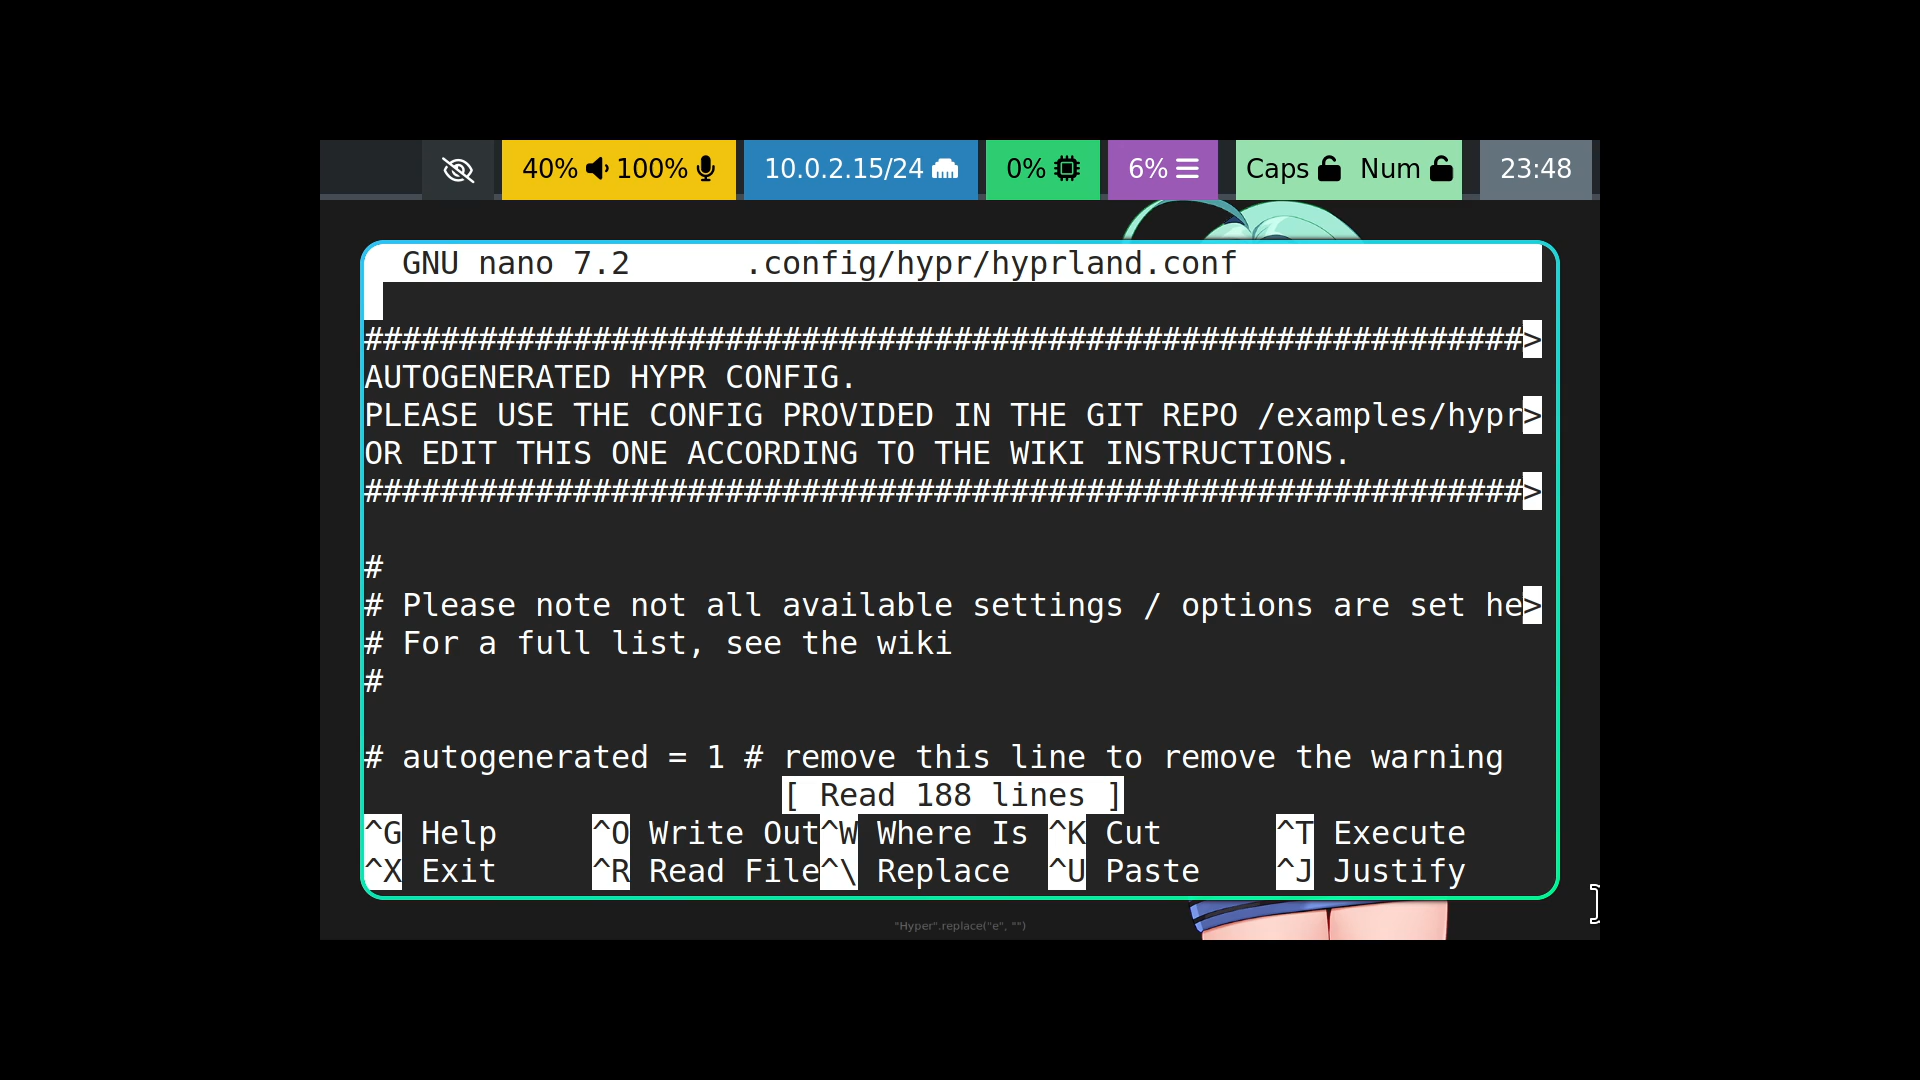 40% 100% 10.0.2.15/24 0% 6% Caps Num 23:48
GNU nano 7.2 .config/hypr/hyprland.conf
#############################################################>
AUTOGENERATED HYPR CONFIG.
PLEASE USE THE CONFIG PROVIDED IN THE GIT REPO /examples/hypr>
OR EDIT THIS ONE ACCORDING TO THE WIKI INSTRUCTIONS.
#############################################################>
#
# Please note not all available settings / options are set he>
# For a full list, see the wiki
#
# autogenerated = 1 # remove this line to remove the warning
[ Read 188 lines ]
^G Help ^O Write Out ^W Where Is ^K Cut ^T Execute
^X Exit ^R Read File ^\ Replace ^U Paste ^J Justify
"Hyper".replace("e", "")